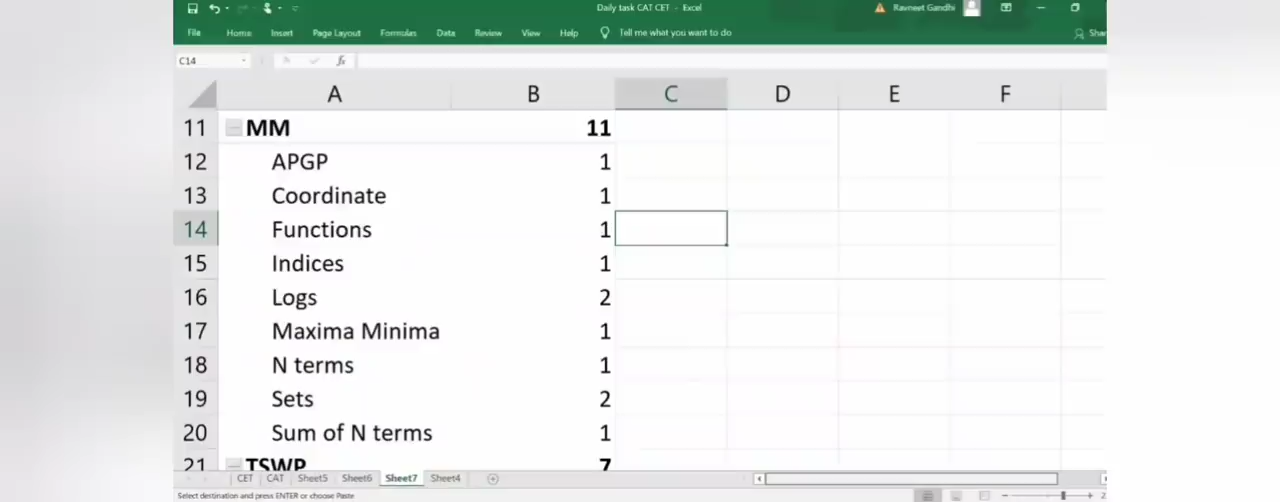 Daily task CAT CET - Excel
Ravneet Gandhi
File Home Insert Page Layout Formulas Data Review View Help Tell me what you want to do
C14 fx
A B C D E F
11 MM 11
12 APGP 1
13 Coordinate 1
14 Functions 1
15 Indices 1
16 Logs 2
17 Maxima Minima 1
18 N terms 1
19 Sets 2
20 Sum of N terms 1
21 TSWP 7
CET CAT Sheet5 Sheet6 Sheet7 Sheet4
Select destination and press ENTER or choose Paste